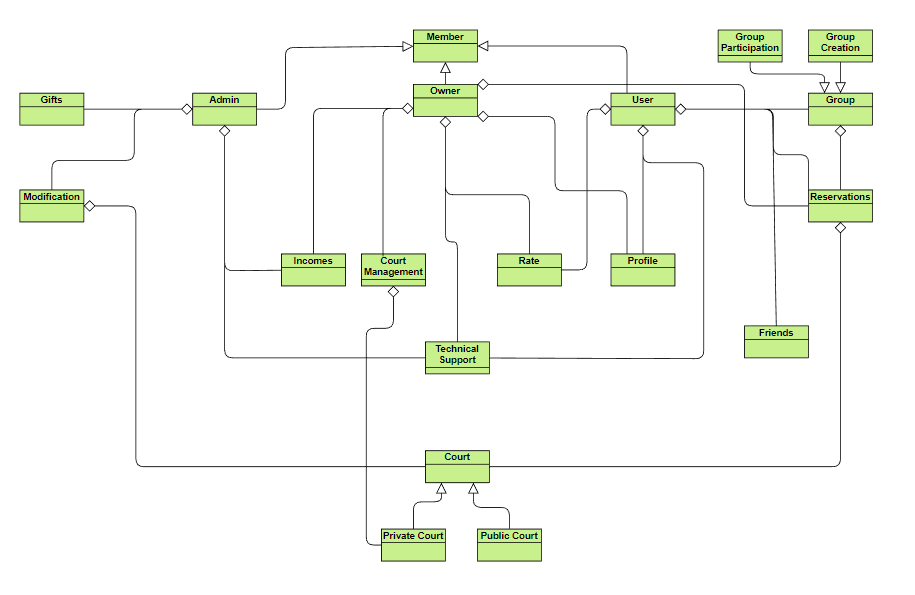 Member
Group
Participation
Group
Creation
Gifts
Admin
Owner
User
Group
Modification
Reservations
Incomes
Court
Management
Rate
Profile
Friends
Technical
Support
Court
Private Court
Public Court